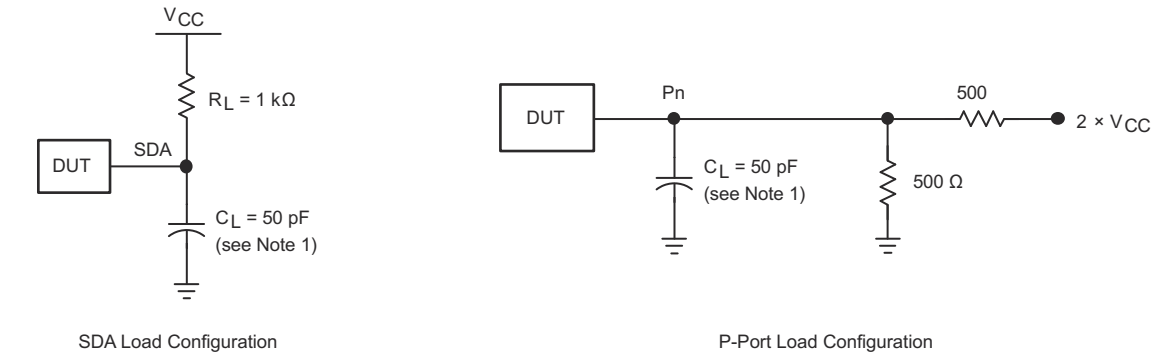 VCC
RL = 1 kΩ
DUT
SDA
CL = 50 pF
(see Note 1)
SDA Load Configuration
DUT
Pn
500
2 × VCC
CL = 50 pF
(see Note 1)
500 Ω
P-Port Load Configuration